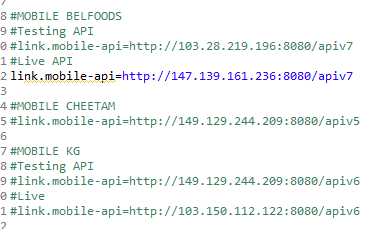 7
8 #MOBILE BELFOODS
9 #Testing API
0 #link.mobile-api=http://103.28.219.196:8080/apiv7
1 #Live API
2 link.mobile-api=http://147.139.161.236:8080/apiv7
3
4 #MOBILE CHEETAM
5 #link.mobile-api=http://149.129.244.209:8080/apiv5
6
7 #MOBILE KG
8 #Testing API
9 #link.mobile-api=http://149.129.244.209:8080/apiv6
0 #Live
1 #link.mobile-api=http://103.150.112.122:8080/apiv6
2